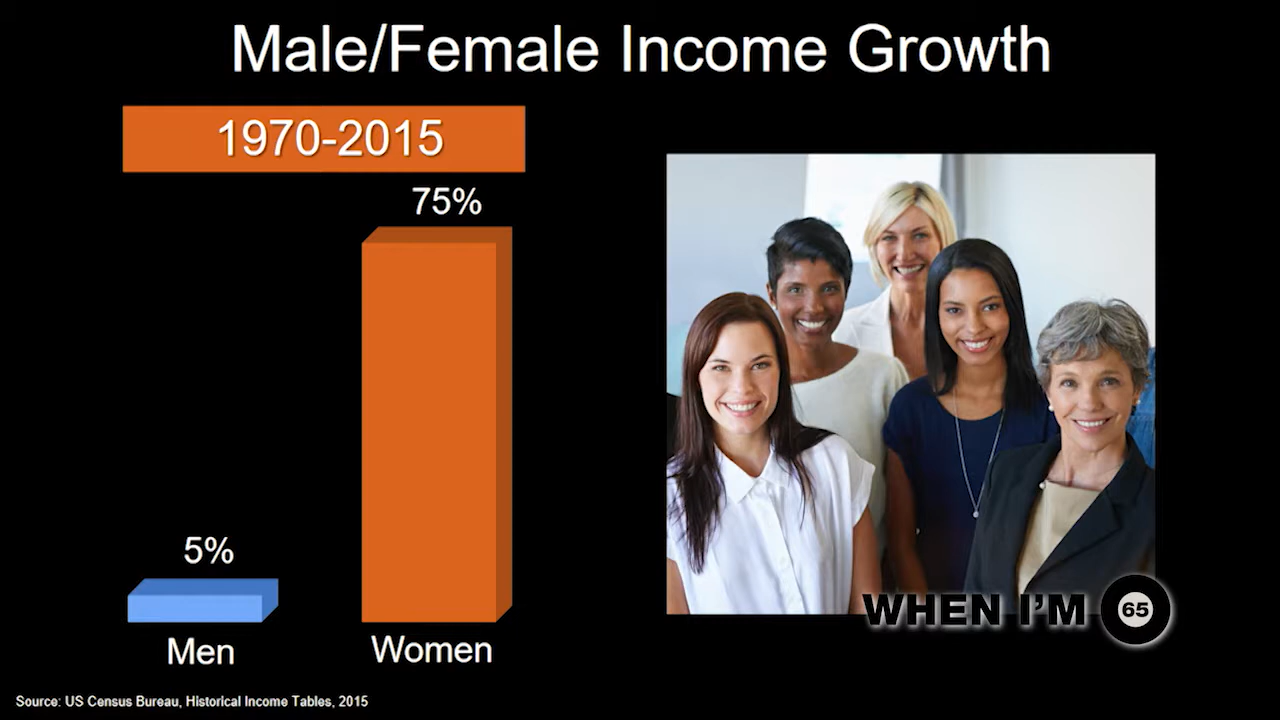 Male/Female Income Growth
1970-2015
75%
5%
Men
Women
WHEN I'M 65
Source: US Census Bureau, Historical Income Tables, 2015